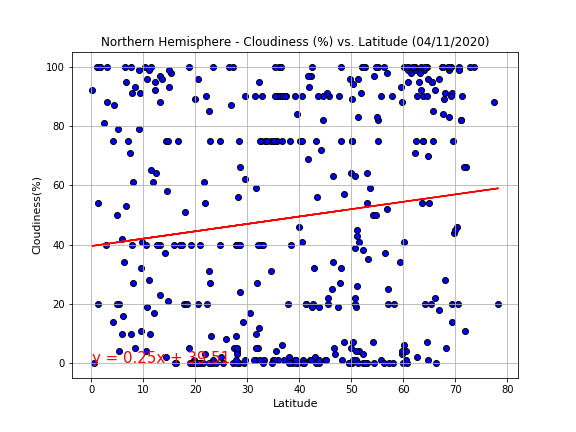 Northern Hemisphere - Cloudiness (%) vs. Latitude (04/11/2020)
100
80
60
40
20
0
Cloudiness(%)
y = 0.25x + 39.51
0 10 20 30 40 50 60 70 80
Latitude